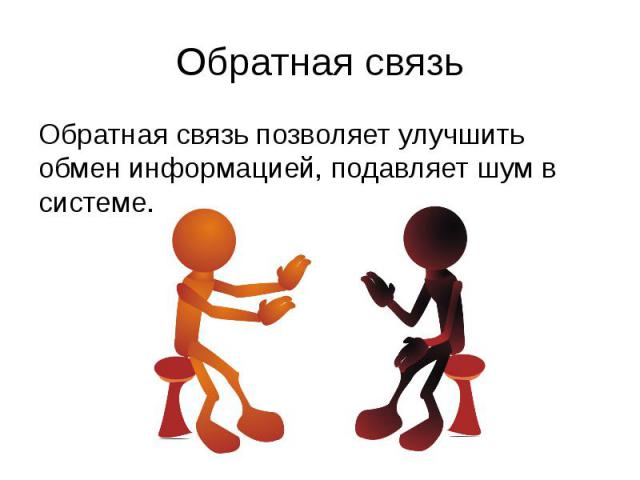 Обратная связь
Обратная связь позволяет улучшить
обмен информацией, подавляет шум в
системе.